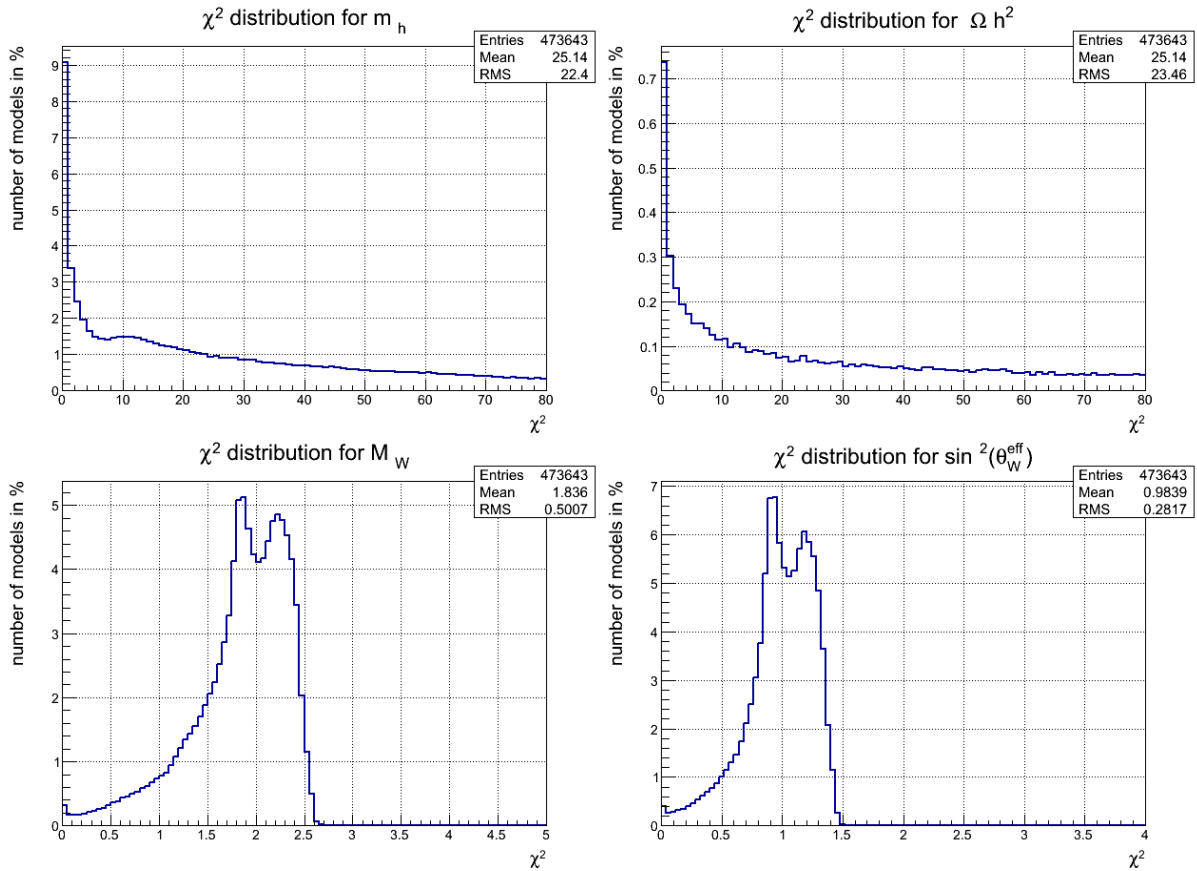 χ² distribution for m h
Entries 473643
Mean 25.14
RMS 22.4
number of models in %
9
8
7
6
5
4
3
2
1
0
0 10 20 30 40 50 60 70 80
χ²
χ² distribution for Ω h²
Entries 473643
Mean 25.14
RMS 23.46
number of models in %
0.7
0.6
0.5
0.4
0.3
0.2
0.1
0
0 10 20 30 40 50 60 70 80
χ²
χ² distribution for M W
Entries 473643
Mean 1.836
RMS 0.5007
number of models in %
5
4
3
2
1
0
0 0.5 1 1.5 2 2.5 3 3.5 4 4.5 5
χ²
χ² distribution for sin ²(θ_W^eff)
Entries 473643
Mean 0.9839
RMS 0.2817
number of models in %
7
6
5
4
3
2
1
0
0 0.5 1 1.5 2 2.5 3 3.5 4
χ²